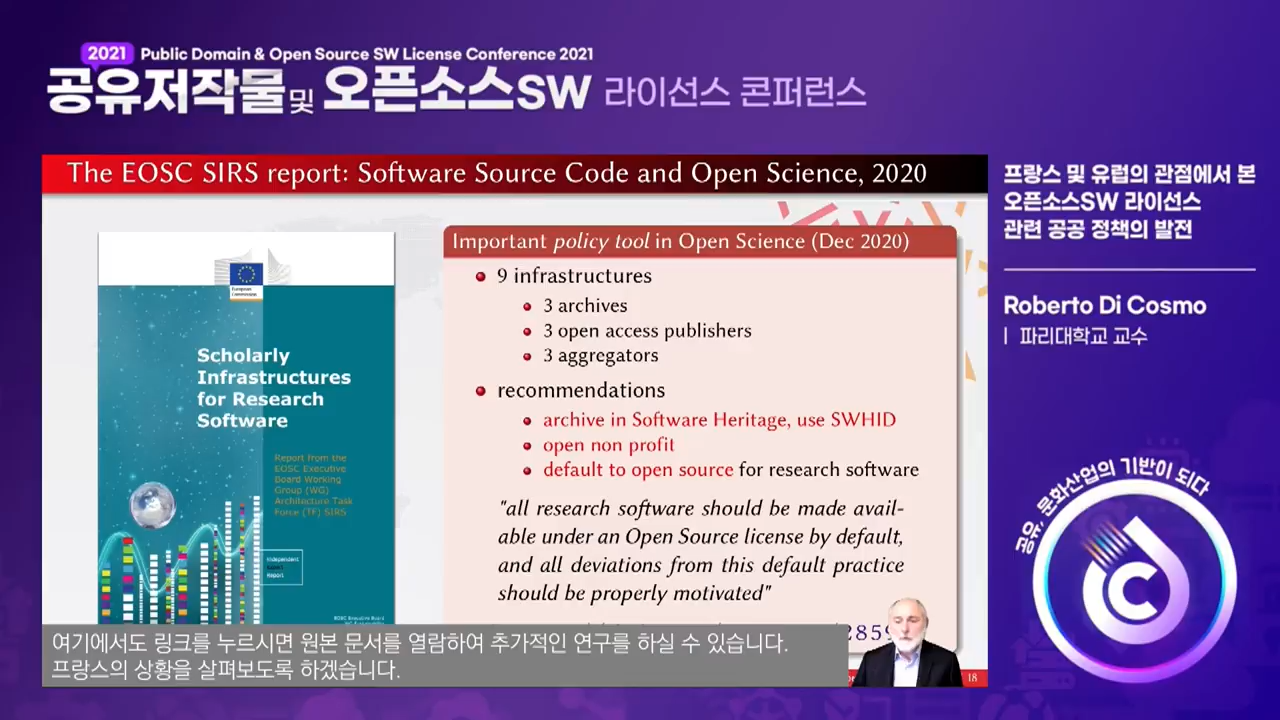 2021 Public Domain & Open Source SW License Conference 2021
공유저작물 및 오픈소스SW 라이선스 콘퍼런스
The EOSC SIRS report: Software Source Code and Open Science, 2020
European
Commission
Scholarly
Infrastructures
for Research
Software
Report from the
EOSC Executive
Board Working
Group (WG)
Architecture Task
Force (TF) SIRS
Independent
Expert
Report
EOSC Executive Board
Important policy tool in Open Science (Dec 2020)
9 infrastructures
3 archives
3 open access publishers
3 aggregators
recommendations
archive in Software Heritage, use SWHID
open non profit
default to open source for research software
"all research software should be made avail-
able under an Open Source license by default,
and all deviations from this default practice
should be properly motivated"
18
여기에서도 링크를 누르시면 원본 문서를 열람하여 추가적인 연구를 하실 수 있습니다.
프랑스의 상황을 살펴보도록 하겠습니다.
프랑스 및 유럽의 관점에서 본
오픈소스SW 라이선스
관련 공공 정책의 발전
Roberto Di Cosmo
| 파리대학교 교수
공유, 문화산업의 기반이 되다